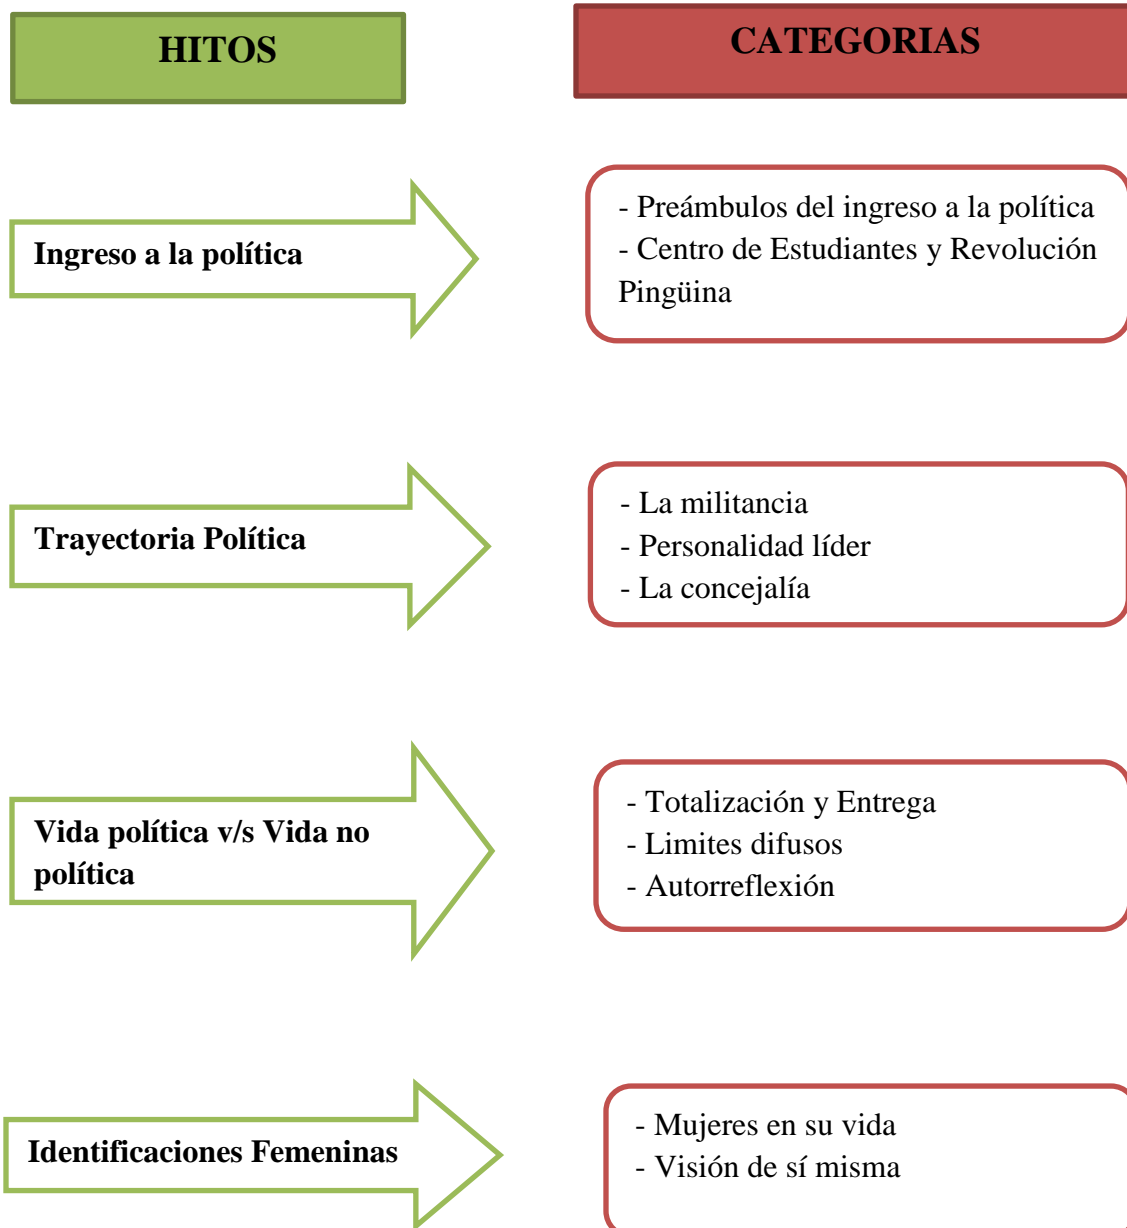 HITOS
CATEGORIAS
Ingreso a la política
- Preámbulos del ingreso a la política
- Centro de Estudiantes y Revolución
Pingüina
Trayectoria Política
- La militancia
- Personalidad líder
- La concejalía
Vida política v/s Vida no
política
- Totalización y Entrega
- Limites difusos
- Autorreflexión
Identificaciones Femeninas
- Mujeres en su vida
- Visión de sí misma